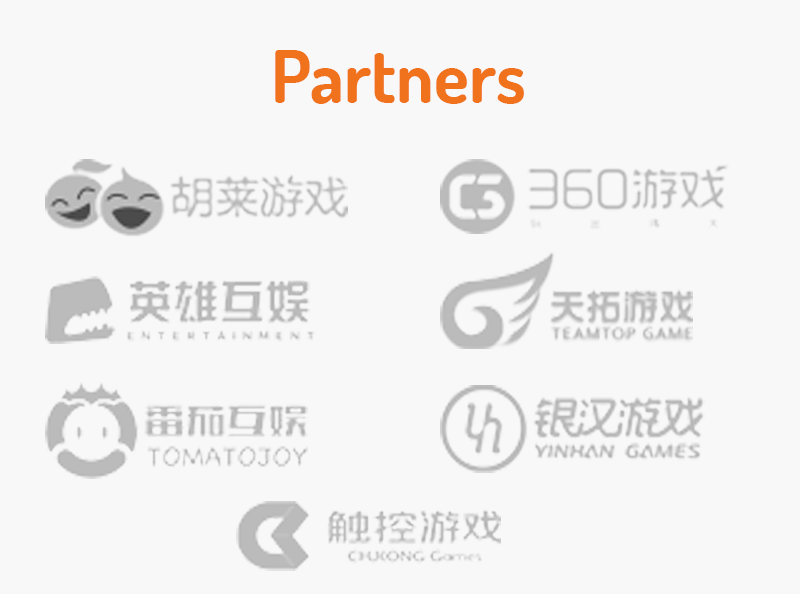 Partners
胡莱游戏
360游戏
英雄互娱
ENTERTAINMENT
天拓游戏
TEAMTOP GAME
番茄互娱
TOMATOJOY
银汉游戏
YINHAN GAMES
触控游戏
CHUKONG Games